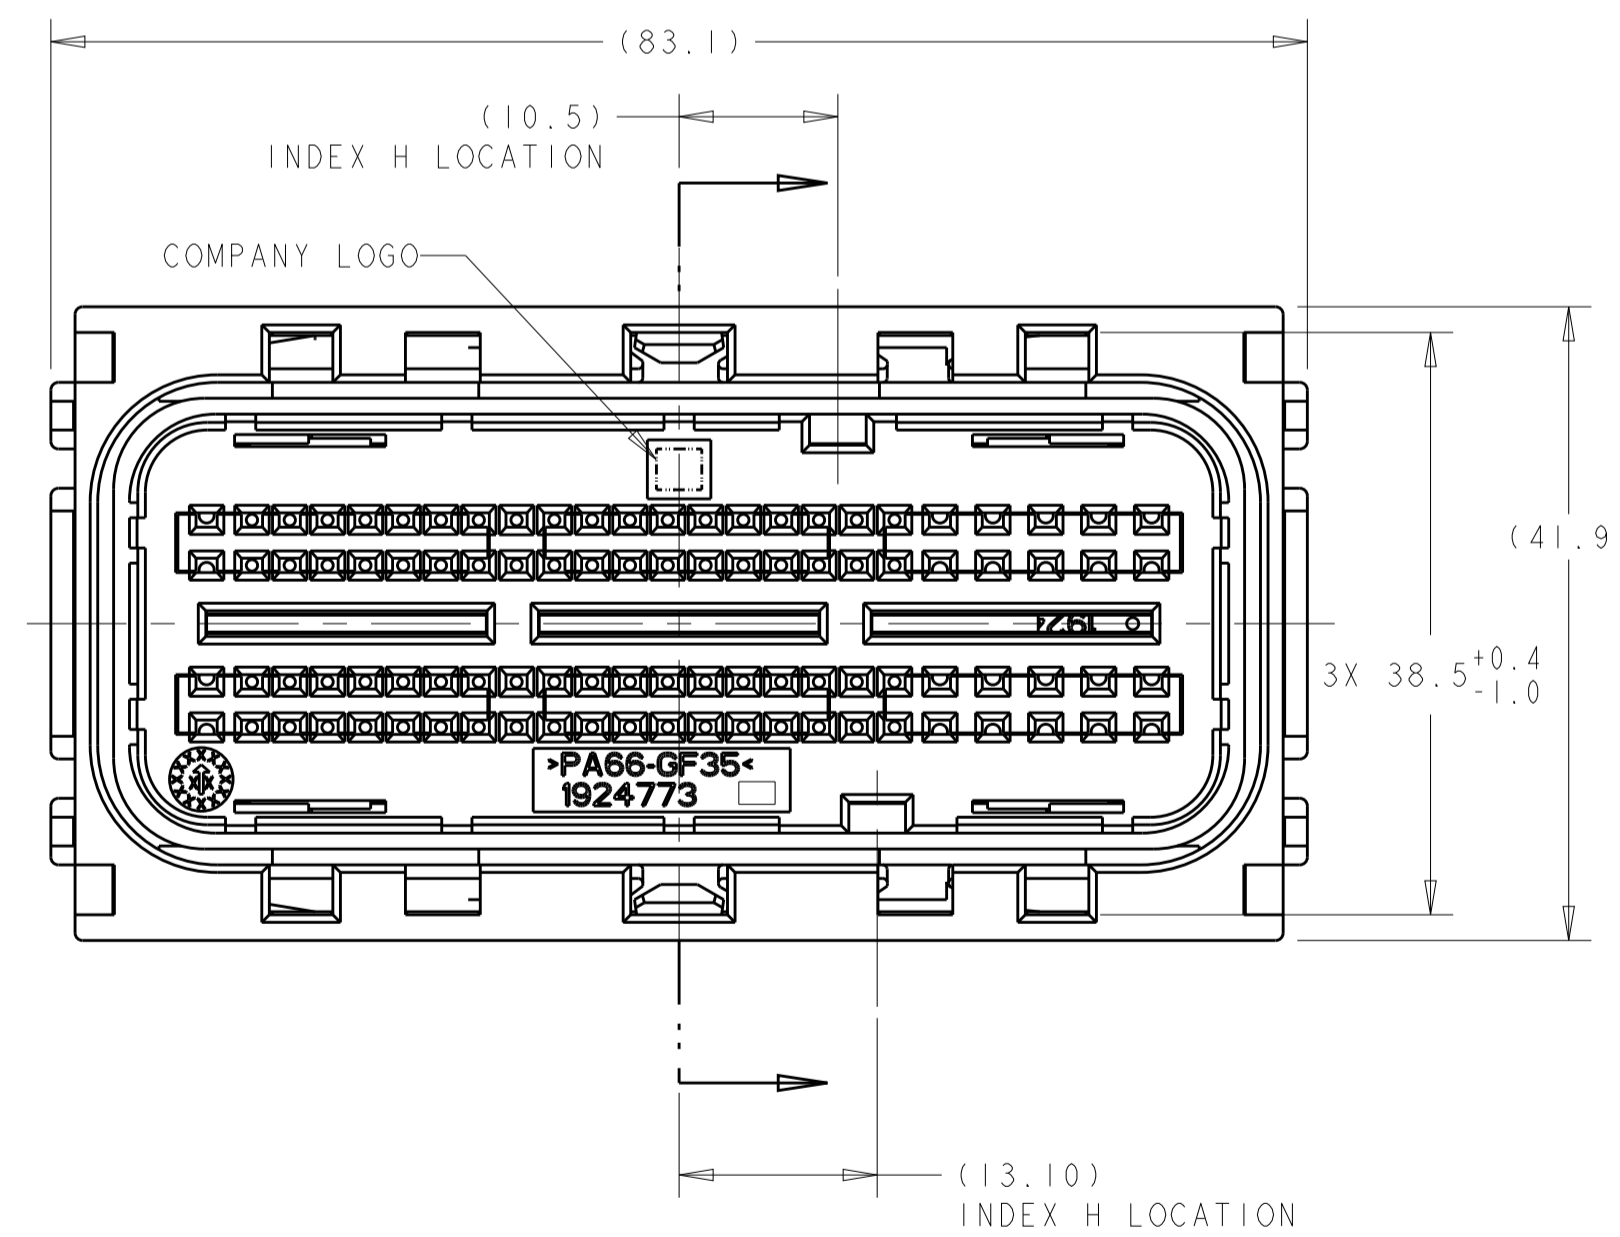 (83.1)
(10.5)
INDEX H LOCATION
COMPANY LOGO
(41.9
3X 38.5 +0.4 -1.0
1924
>PA66-GF35<
1924773
(13.10)
INDEX H LOCATION